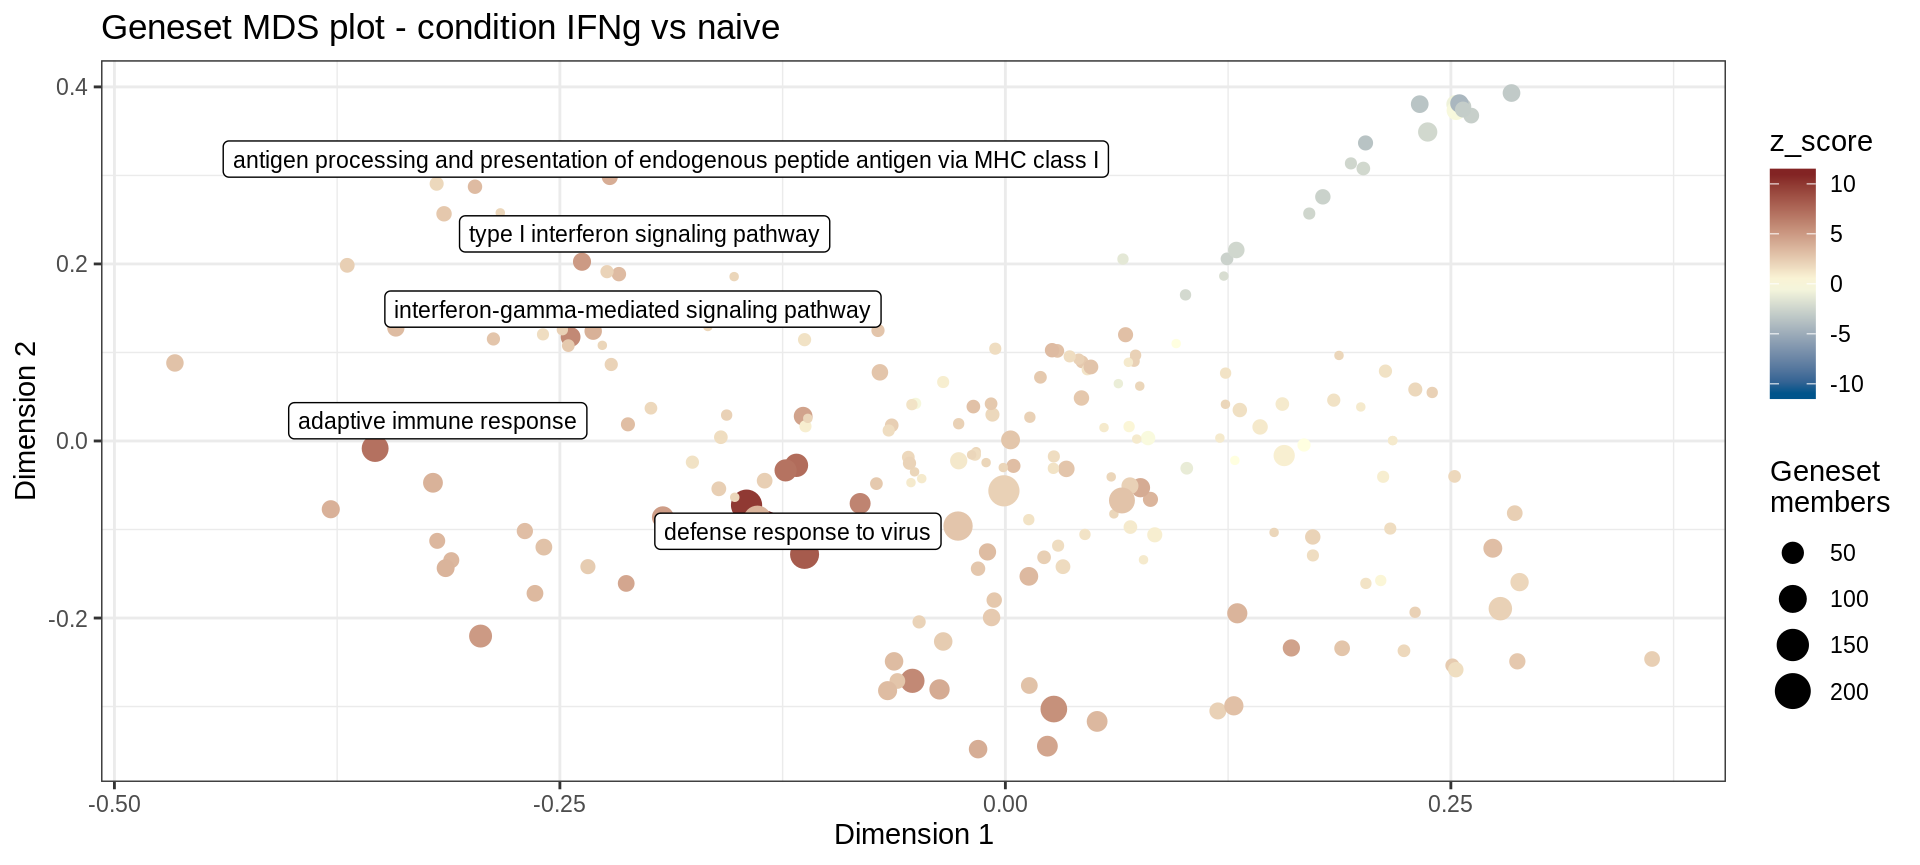 Geneset MDS plot - condition IFNg vs naive
0.4
0.2
0.0
-0.2
Dimension 2
antigen processing and presentation of endogenous peptide antigen via MHC class I
type I interferon signaling pathway
interferon-gamma-mediated signaling pathway
adaptive immune response
defense response to virus
-0.50
-0.25
0.00
0.25
Dimension 1
z_score
10
5
0
-5
-10
Geneset
members
50
100
150
200